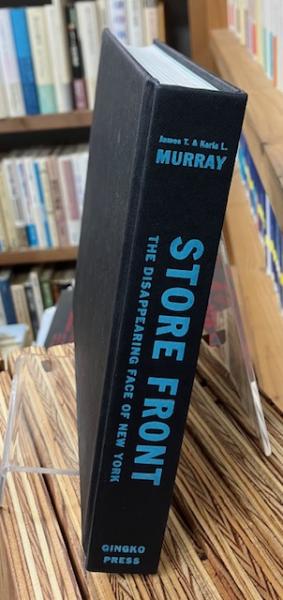 James T. & Karla L.
MURRAY
STORE FRONT
THE DISAPPEARING FACE OF NEW YORK
GINGKO
PRESS